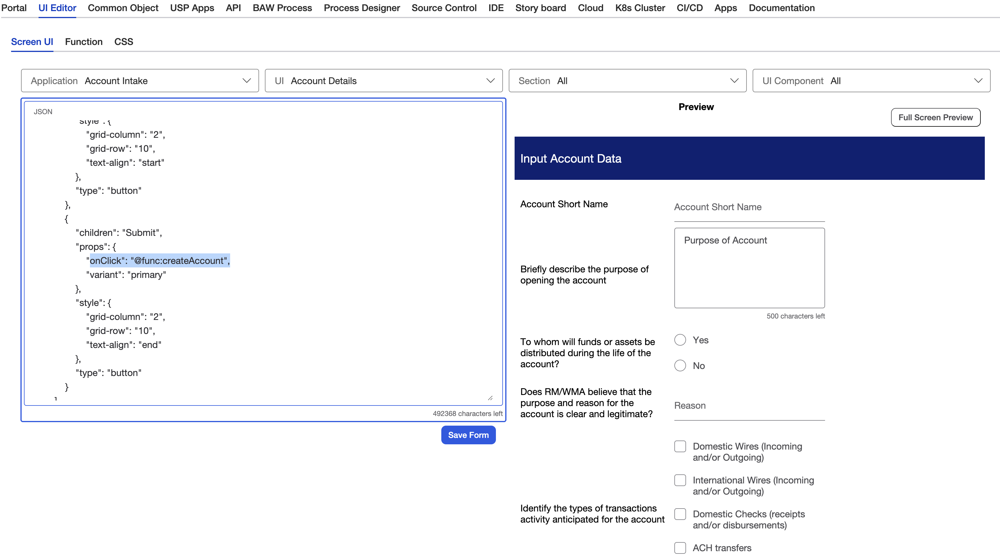 Portal UI Editor Common Object USP Apps API BAW Process Process Designer Source Control IDE Story board Cloud K8s Cluster CI/CD Apps Documentation
Screen UI Function CSS
Application Account Intake
UI Account Details
Section All
UI Component All
JSON
"style": {
"grid-column": "2",
"grid-row": "10",
"text-align": "start"
},
"type": "button"
},
{
"children": "Submit",
"props": {
"onClick": "@func:createAccount",
"variant": "primary"
},
"style": {
"grid-column": "2",
"grid-row": "10",
"text-align": "end"
},
"type": "button"
}
]
492368 characters left
Save Form
Preview
Full Screen Preview
Input Account Data
Account Short Name
Account Short Name
Briefly describe the purpose of
opening the account
Purpose of Account
500 characters left
To whom will funds or assets be
distributed during the life of the
account?
Yes
No
Does RM/WMA believe that the
purpose and reason for the
account is clear and legitimate?
Reason
Identify the types of transactions
activity anticipated for the account
Domestic Wires (Incoming
and/or Outgoing)
International Wires (Incoming
and/or Outgoing)
Domestic Checks (receipts
and/or disbursements)
ACH transfers